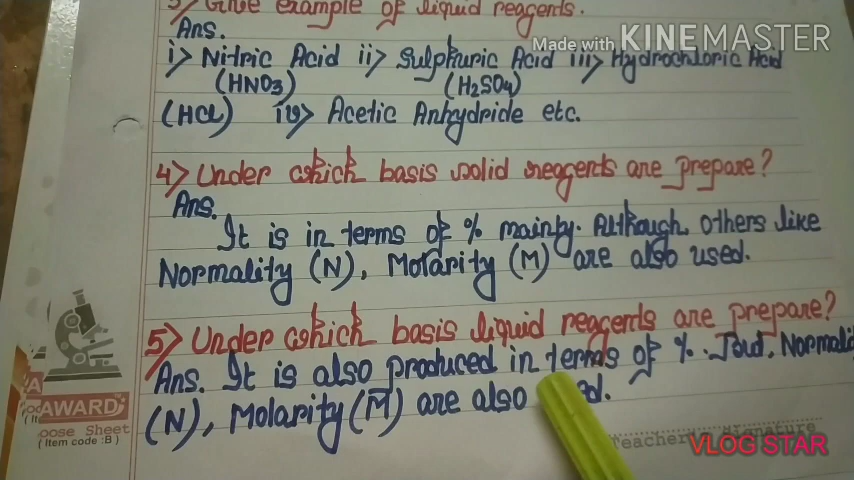 3) Give example of liquid reagents.
Made with KINEMASTER
Ans.
i) Nitric Acid ii) Sulphuric Acid iii) Hydrochloric Acid
(HNO3) (H2SO4)
(HCl) iv) Acetic Anhydride etc.
4) Under which basis solid reagents are prepare?
Ans.
It is in terms of % mainly. Although others like
Normality (N), Molarity (M) are also used.
5) Under which basis liquid reagents are prepare?
Ans. It is also produced in terms of %. But, Normali
(N), Molarity (M) are also
AWARD
oose Sheet
(Item code :B)
Teacher's Signature
VLOG STAR